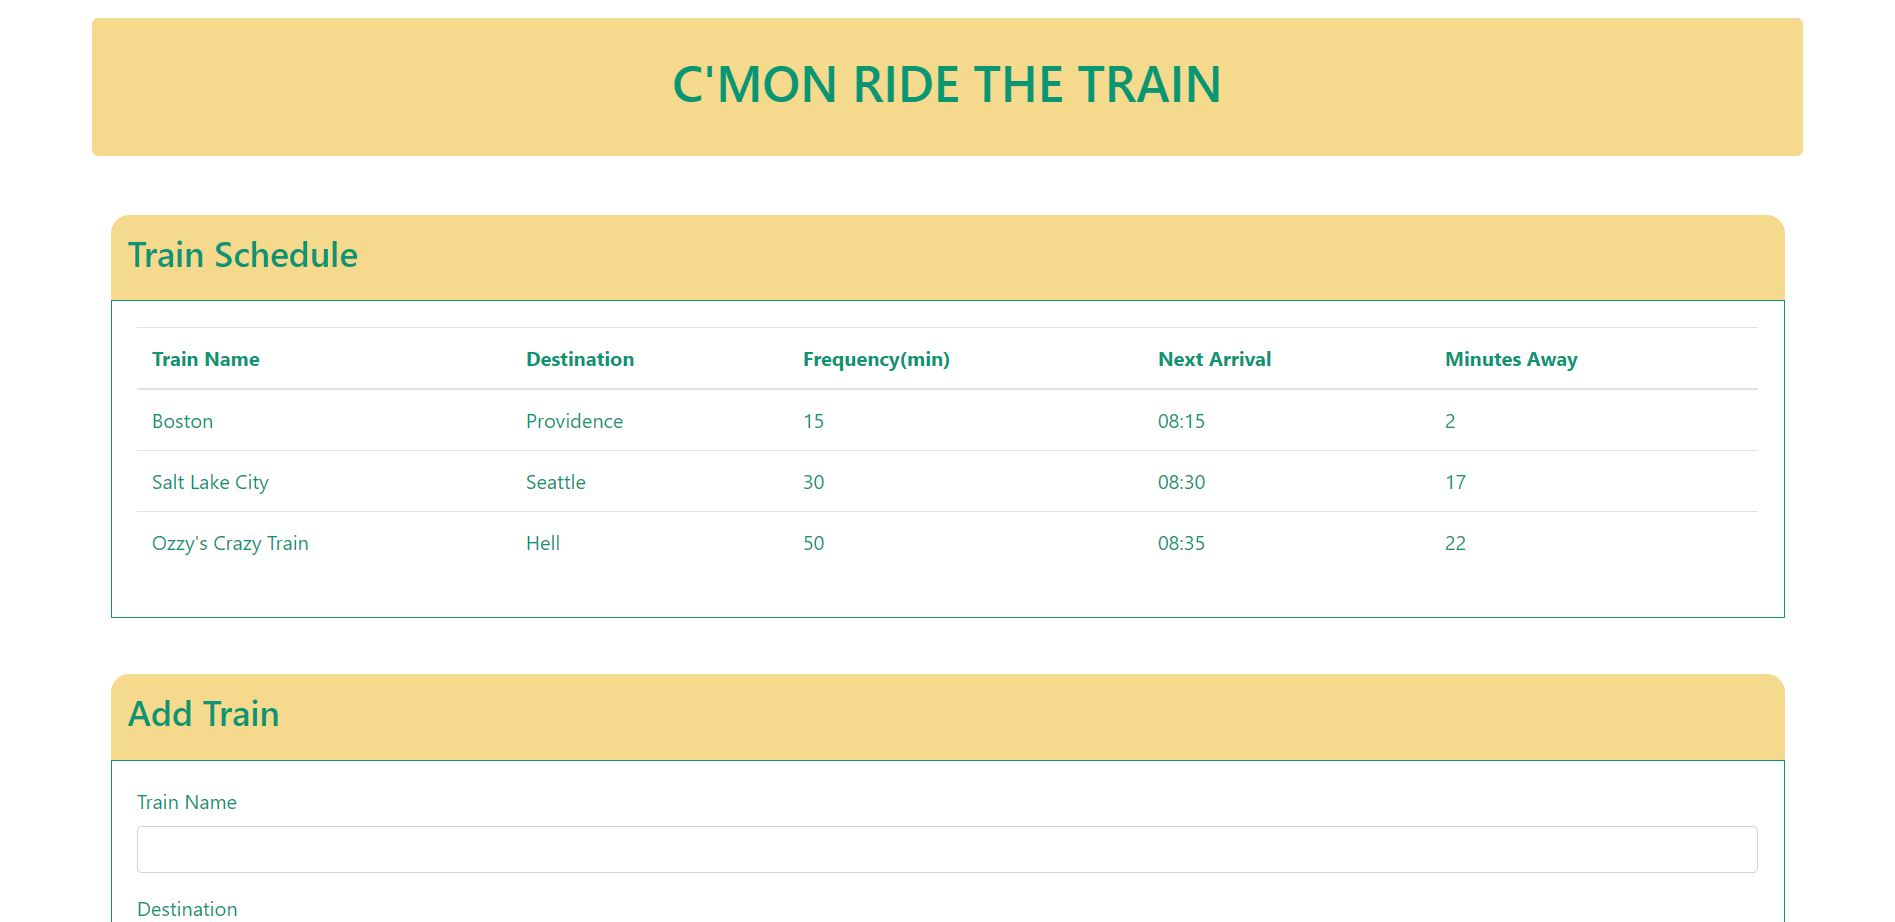 C'MON RIDE THE TRAIN
Train Schedule
Train Name Destination Frequency(min) Next Arrival Minutes Away
Boston Providence 15 08:15 2
Salt Lake City Seattle 30 08:30 17
Ozzy's Crazy Train Hell 50 08:35 22
Add Train
Train Name
Destination